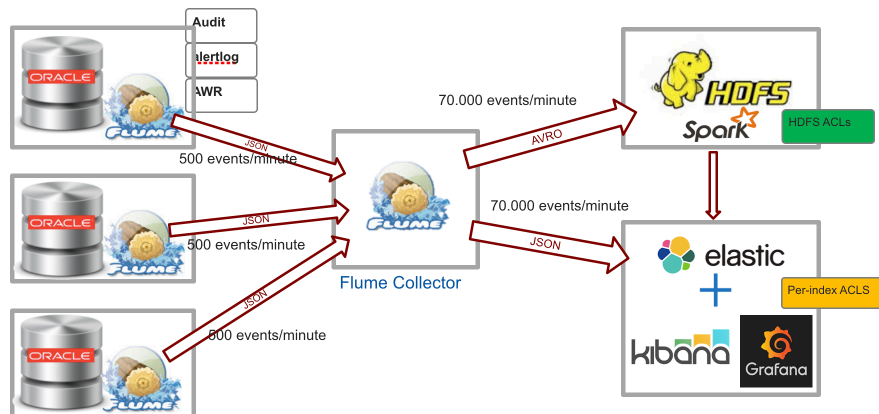 Audit
alertlog
AWR
ORACLE
FLUME
JSON
500 events/minute
ORACLE
FLUME
JSON
500 events/minute
ORACLE
FLUME
JSON
500 events/minute
FLUME
Flume Collector
70.000 events/minute
AVRO
70.000 events/minute
JSON
HDFS
Spark
HDFS ACLs
elastic
+
Per-index ACLS
kibana
Grafana